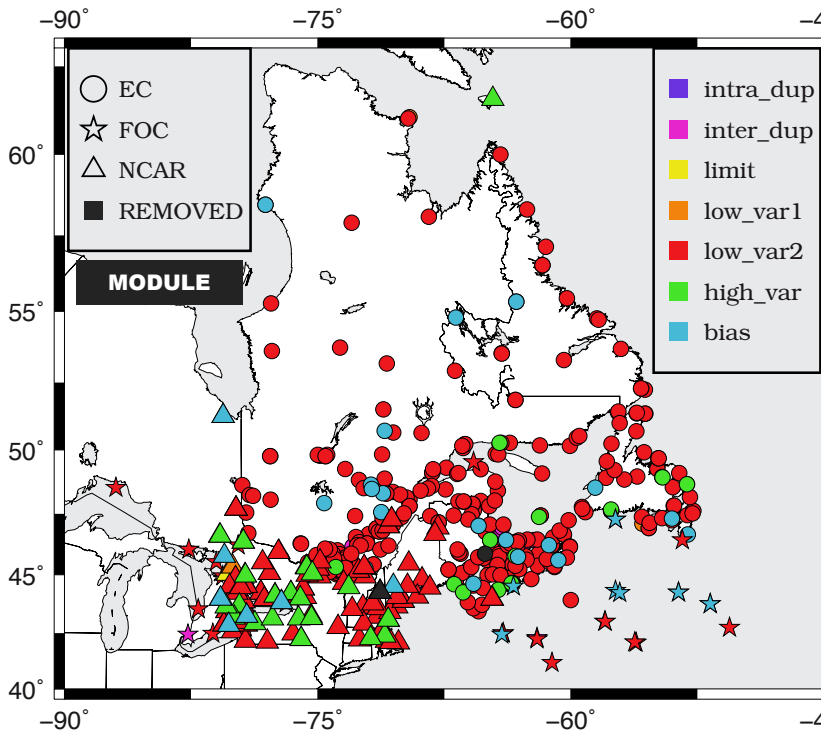 −90˚ −75˚ −60˚ −4
EC
FOC
NCAR
REMOVED
MODULE
intra_dup
inter_dup
limit
low_var1
low_var2
high_var
bias
60˚
55˚
50˚
45˚
40˚
−90˚ −75˚ −60˚ −4